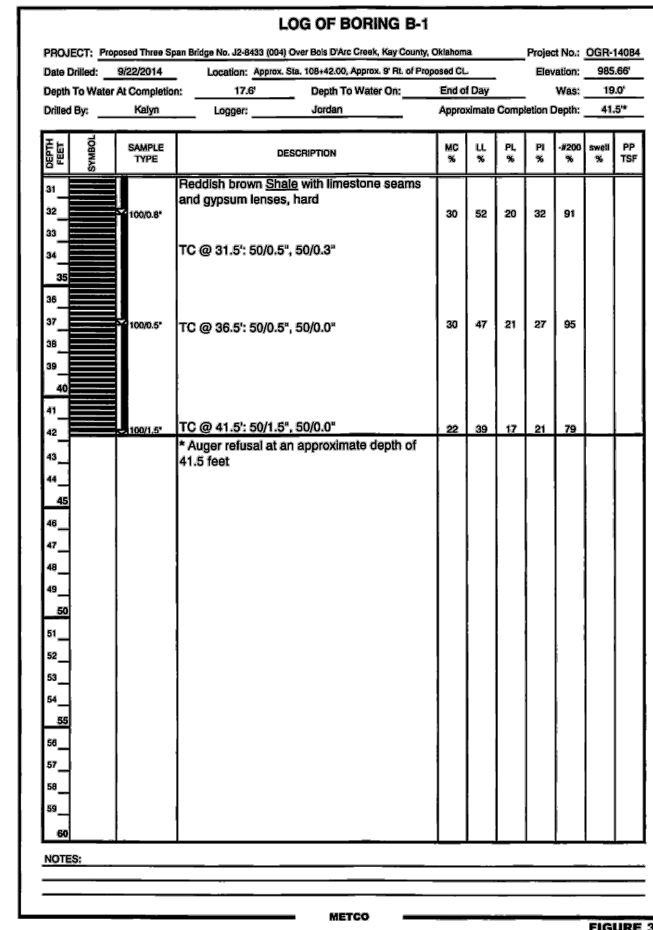 LOG OF BORING B-1
PROJECT: Proposed Three Span Bridge No. J2-8433 (004) Over Bois D'Arc Creek, Kay County, Oklahoma Project No.: OGR-14084
Date Drilled: 9/22/2014 Location: Approx. Sta. 108+42.00, Approx. 9' Rt. of Proposed CL Elevation: 985.66'
Depth To Water At Completion: 17.6' Depth To Water On: End of Day Was: 19.0'
Drilled By: Kalyn Logger: Jordan Approximate Completion Depth: 41.5'*
DEPTH FEET SYMBOL SAMPLE TYPE DESCRIPTION MC % LL % PL % PI % -#200 % swell % PP TSF
Reddish brown Shale with limestone seams
31
and gypsum lenses, hard
32 100/0.8" 30 52 20 32 91
33
TC @ 31.5': 50/0.5", 50/0.3"
34
35
36
37 100/0.5" TC @ 36.5': 50/0.5", 50/0.0" 30 47 21 27 95
38
39
40
41
42 100/1.5" TC @ 41.5': 50/1.5", 50/0.0" 22 39 17 21 79
* Auger refusal at an approximate depth of
43
41.5 feet
44
45
46
47
48
49
50
51
52
53
54
55
56
57
58
59
60
NOTES:
METCO
FIGURE 3